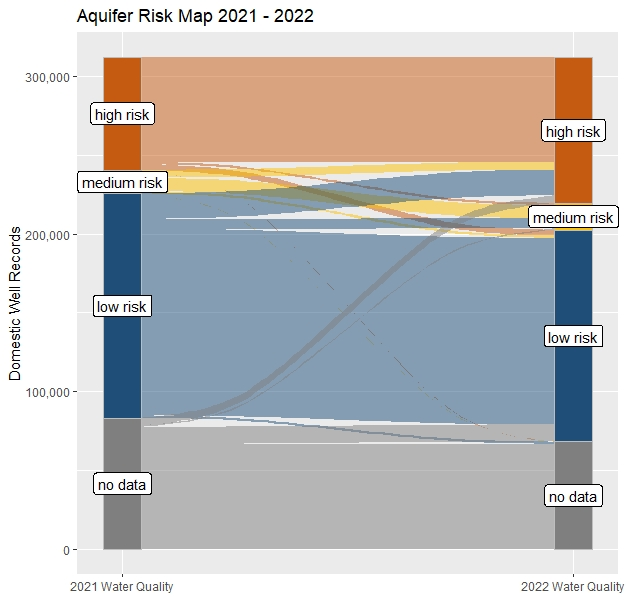 Aquifer Risk Map 2021 - 2022
300,000
200,000
100,000
0
Domestic Well Records
high risk
medium risk
low risk
no data
high risk
medium risk
low risk
no data
2021 Water Quality
2022 Water Quality